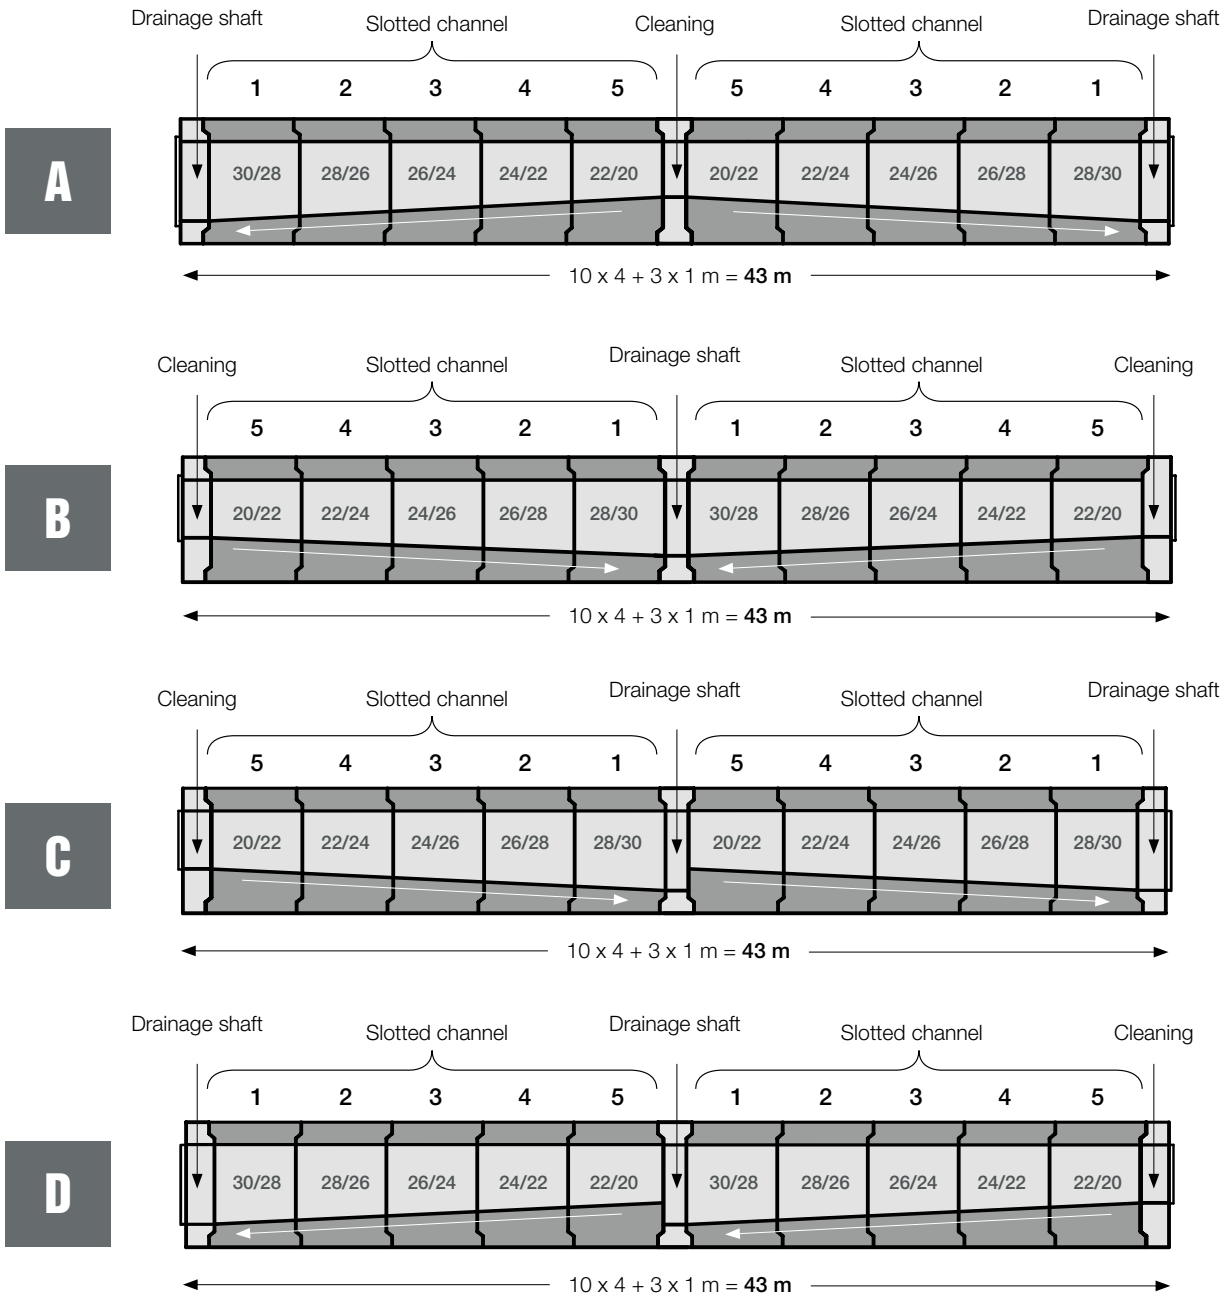 Drainage shaft Slotted channel Cleaning Slotted channel Drainage shaft
1 2 3 4 5 5 4 3 2 1
A
30/28 28/26 26/24 24/22 22/20 20/22 22/24 24/26 26/28 28/30
10 x 4 + 3 x 1 m = 43 m
Cleaning Slotted channel Drainage shaft Slotted channel Cleaning
5 4 3 2 1 1 2 3 4 5
B
20/22 22/24 24/26 26/28 28/30 30/28 28/26 26/24 24/22 22/20
10 x 4 + 3 x 1 m = 43 m
Cleaning Slotted channel Drainage shaft Slotted channel Drainage shaft
5 4 3 2 1 5 4 3 2 1
C
20/22 22/24 24/26 26/28 28/30 20/22 22/24 24/26 26/28 28/30
10 x 4 + 3 x 1 m = 43 m
Drainage shaft Slotted channel Drainage shaft Slotted channel Cleaning
1 2 3 4 5 1 2 3 4 5
D
30/28 28/26 26/24 24/22 22/20 30/28 28/26 26/24 24/22 22/20
10 x 4 + 3 x 1 m = 43 m